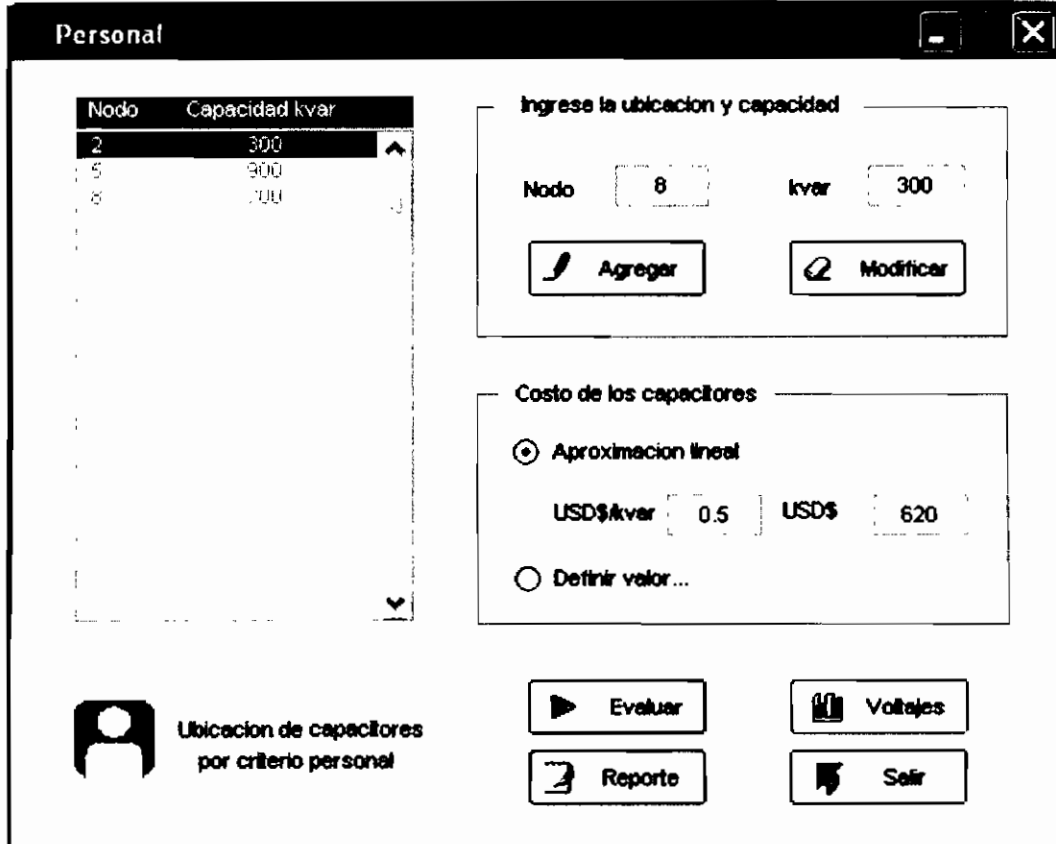 Personal
Nodo Capacidad kvar
2 300
5 900
8
Ingrese la ubicacion y capacidad
Nodo 8 kvar 300
Agregar Modificar
Costo de los capacitores
Aproximacion lineal
USD$/kvar 0.5 USD$ 620
Definir valor...
Ubicacion de capacitores
por criterio personal
Evaluar Voltajes
Reporte Salir